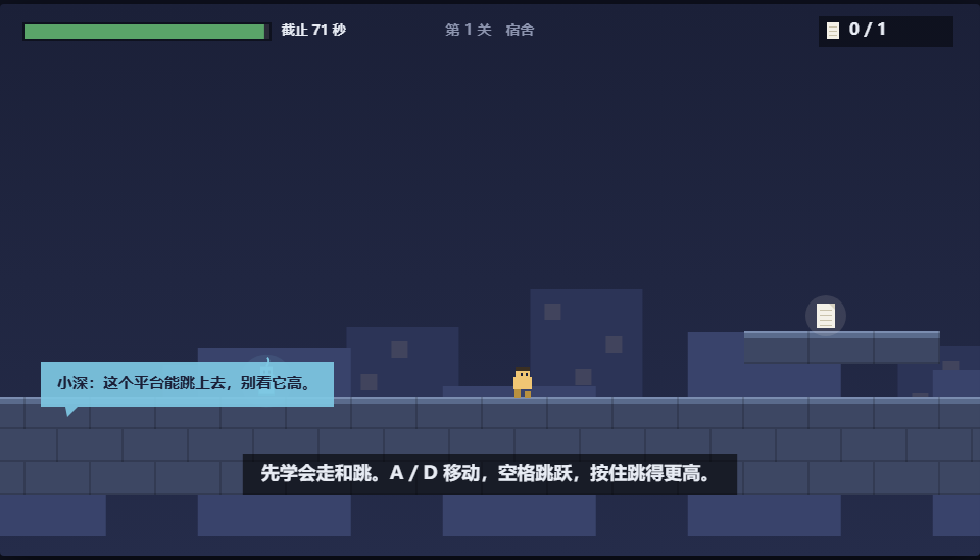 截止 71 秒
第 1 关 宿舍
0 / 1
小深：这个平台能跳上去，别看它高。
先学会走和跳。A / D 移动，空格跳跃，按住跳得更高。